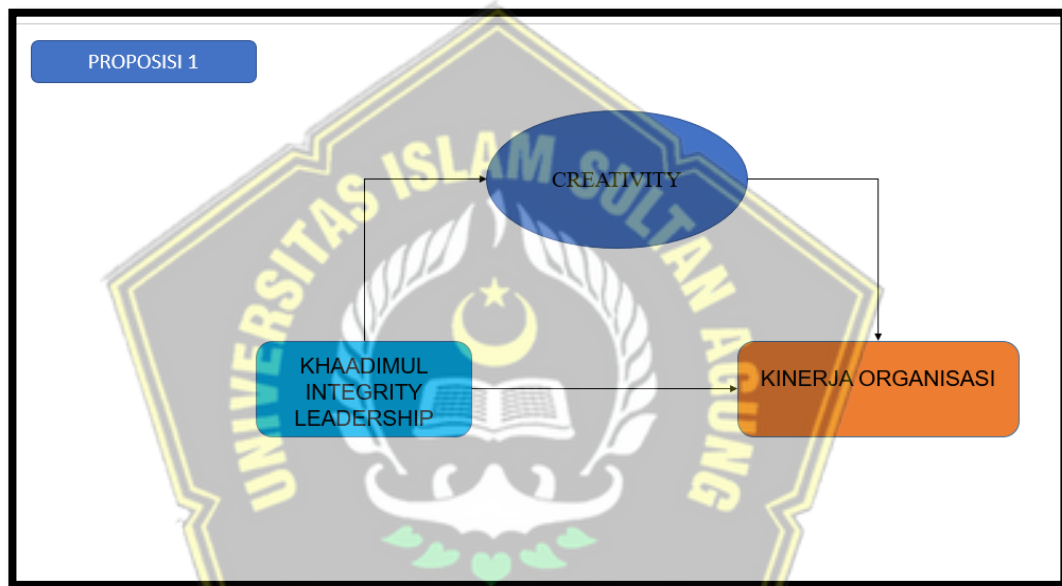 PROPOSISI 1
CREATIVITY
KHAADIMUL
INTEGRITY
LEADERSHIP
KINERJA ORGANISASI
UNIVERSITAS ISLAM SULTAN AGUNG